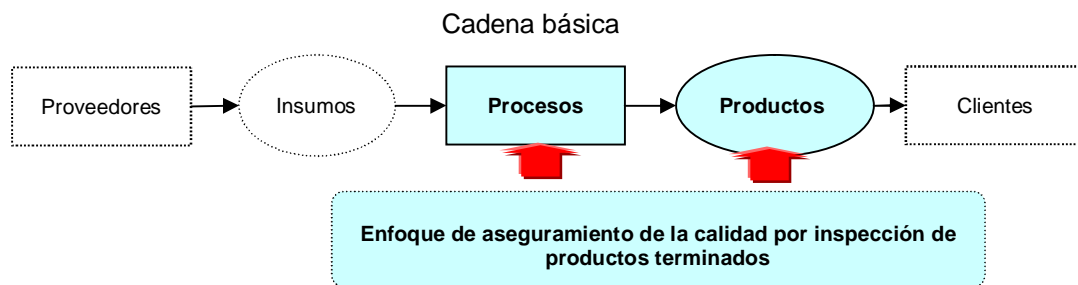 Cadena básica
Proveedores
Insumos
Procesos
Productos
Clientes
Enfoque de aseguramiento de la calidad por inspección de
productos terminados